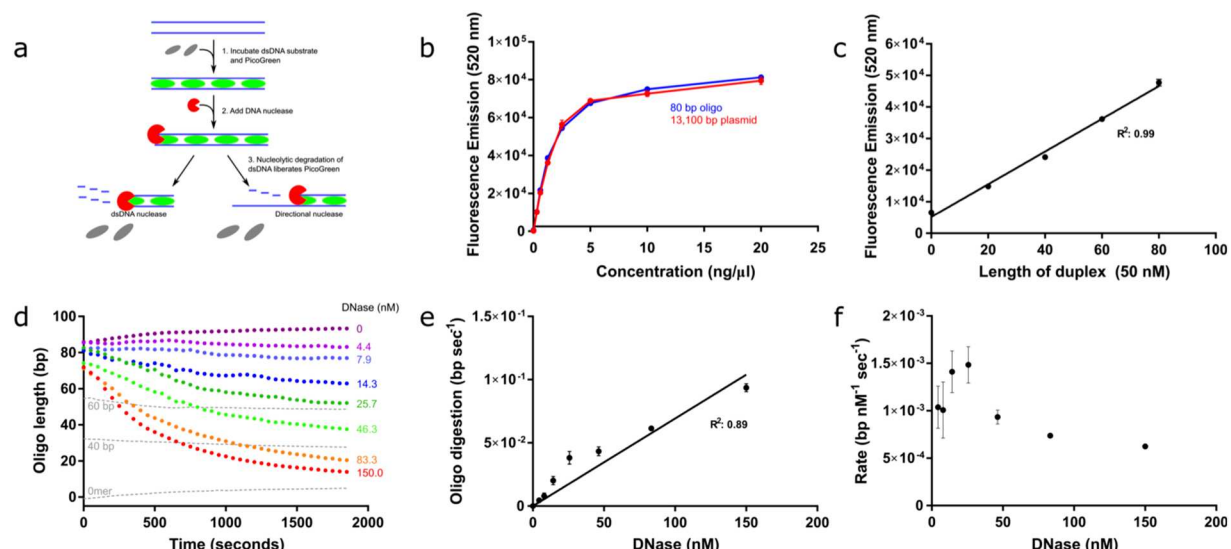 a
1. Incubate dsDNA substrate
and PicoGreen
2. Add DNA nuclease
3. Nucleolytic degradation of
dsDNA liberates PicoGreen
dsDNA nuclease
Directional nuclease
b
Fluorescence Emission (520 nm)
1×10⁵
8×10⁴
6×10⁴
4×10⁴
2×10⁴
0
80 bp oligo
13,100 bp plasmid
0 5 10 15 20 25
Concentration (ng/µl)
c
Fluorescence Emission (520 nm)
6×10⁴
5×10⁴
4×10⁴
3×10⁴
2×10⁴
1×10⁴
0
R²: 0.99
0 20 40 60 80 100
Length of duplex (50 nM)
d
DNase (nM)
Oligo length (bp)
100
80
60
40
20
0
0
4.4
7.9
14.3
25.7
46.3
83.3
150.0
60 bp
40 bp
0mer
0 500 1000 1500 2000
Time (seconds)
e
Oligo digestion (bp sec⁻¹)
1.5×10⁻¹
1×10⁻¹
5×10⁻²
0
R²: 0.89
0 50 100 150 200
DNase (nM)
f
Rate (bp nM⁻¹ sec⁻¹)
2×10⁻³
1.5×10⁻³
1×10⁻³
5×10⁻⁴
0
0 50 100 150 200
DNase (nM)